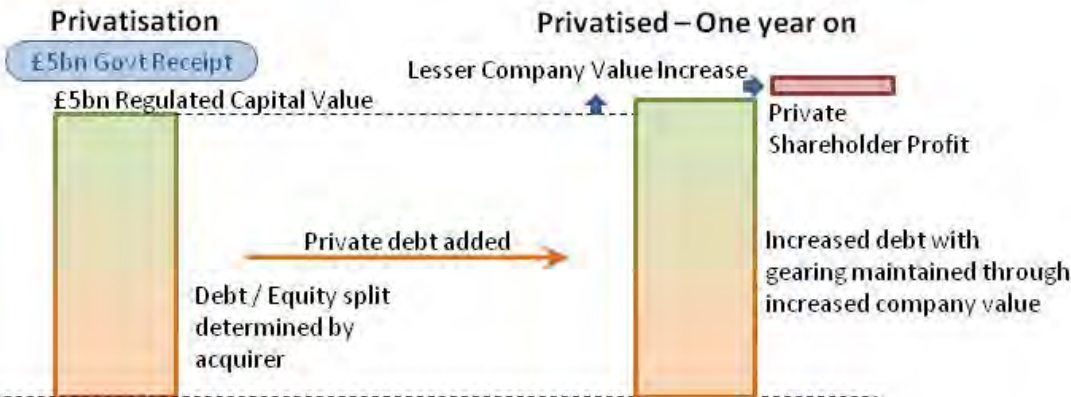 Privatisation
£5bn Govt Receipt
£5bn Regulated Capital Value
Privatised – One year on
Lesser Company Value Increase
Private
Shareholder Profit
Private debt added
Debt / Equity split
determined by
acquirer
Increased debt with
gearing maintained through
increased company value